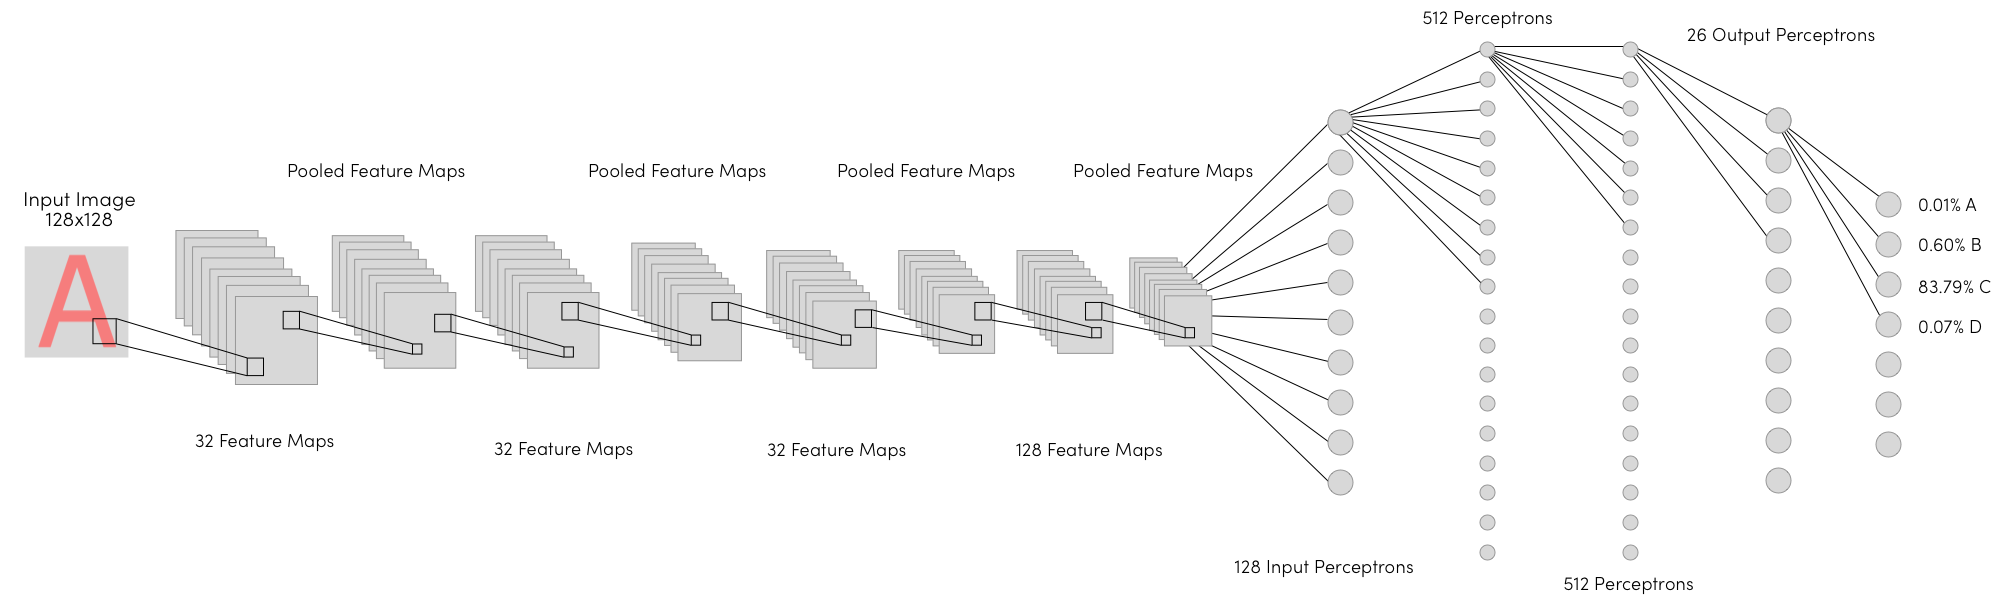 512 Perceptrons
26 Output Perceptrons
Pooled Feature Maps
Pooled Feature Maps
Pooled Feature Maps
Pooled Feature Maps
Input Image
128x128
A
0.01% A
0.60% B
83.79% C
0.07% D
32 Feature Maps
32 Feature Maps
32 Feature Maps
128 Feature Maps
128 Input Perceptrons
512 Perceptrons